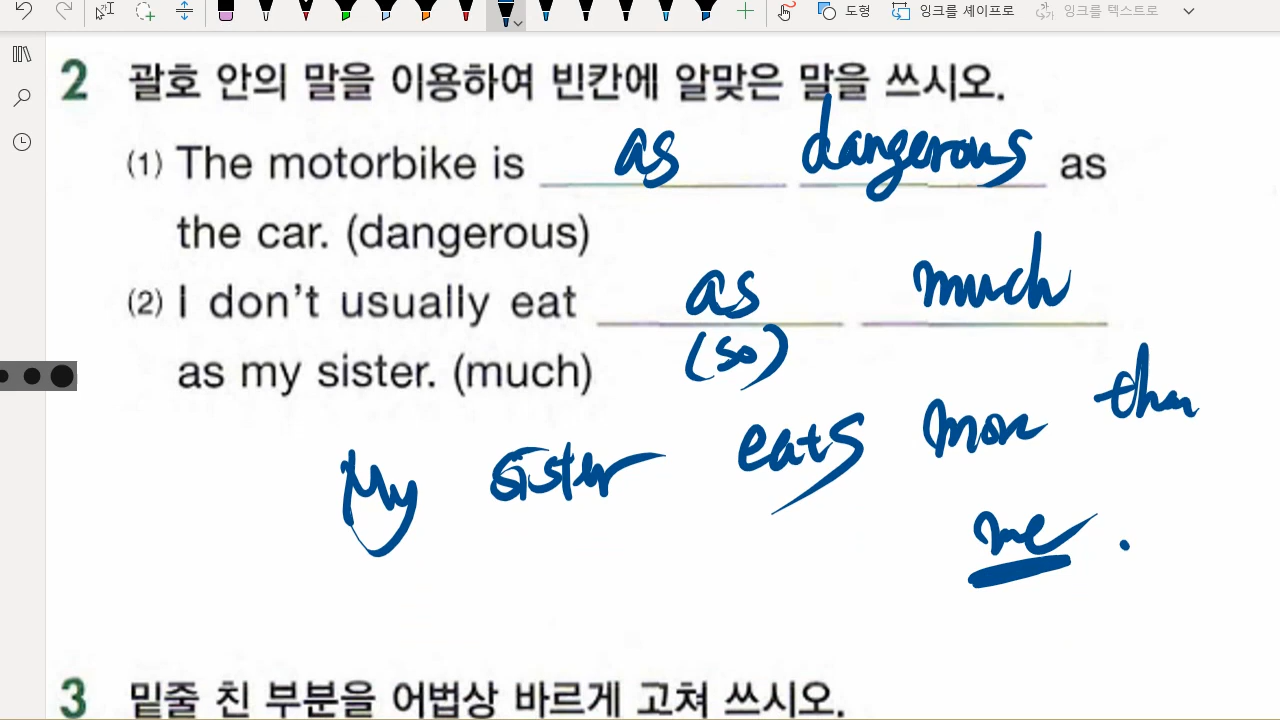 도형 잉크를 셰이프로 잉크를 텍스트로
2 괄호 안의 말을 이용하여 빈칸에 알맞은 말을 쓰시오.
(1) The motorbike is as dangerous as
the car. (dangerous)
(2) I don't usually eat as much
(so)
as my sister. (much)
My sister eats more than
me.
3 밑줄 친 부분을 어법상 바르게 고쳐 쓰시오.